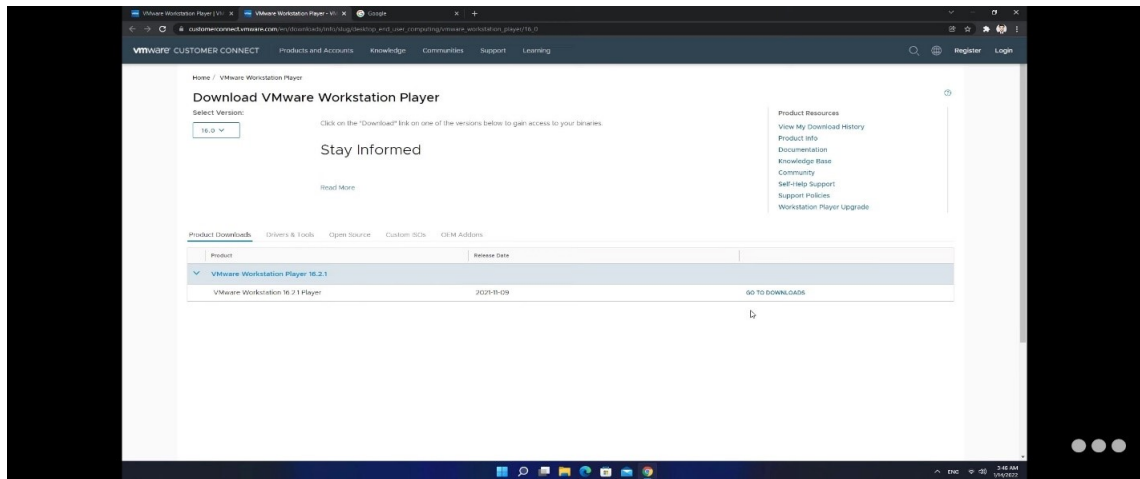 VMware Workstation Player | VM
VMware Workstation Player - VM
Google
customerconnect.vmware.com/en/downloads/info/slug/desktop_end_user_computing/vmware_workstation_player/16_0
vmware CUSTOMER CONNECT Products and Accounts Knowledge Communities Support Learning Register Login
Home / VMware Workstation Player
Download VMware Workstation Player
Select Version:
16.0
Click on the "Download" link on one of the versions below to gain access to your binaries
Stay Informed
Read More
Product Resources
View My Download History
Product Info
Documentation
Knowledge Base
Community
Self-Help Support
Support Policies
Workstation Player Upgrade
Product Downloads Drivers & Tools Open Source Custom ISOs OEM Addons
Product Release Date
VMware Workstation Player 16.2.1
VMware Workstation 16.2.1 Player 2021-11-09 GO TO DOWNLOADS
ENG 3:48 AM
1/14/2022